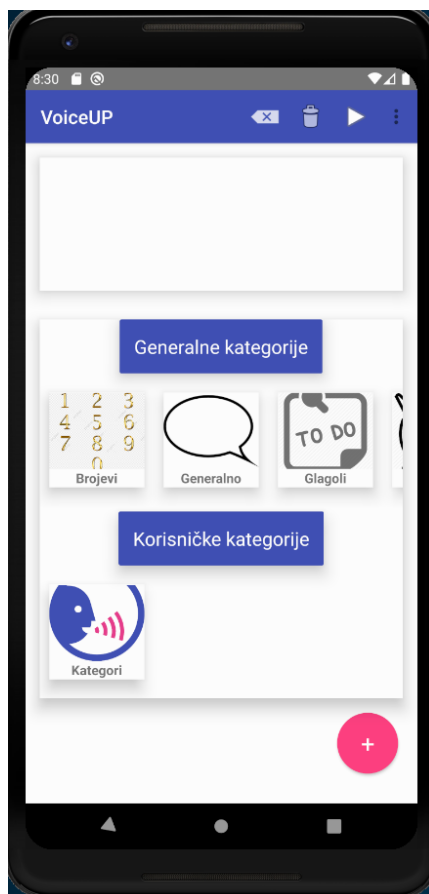 8:30
VoiceUP
Generalne kategorije
1 2 3
4 5 6
7 8 9
0
TO DO
Brojevi
Generalno
Glagoli
Korisničke kategorije
Kategori
+